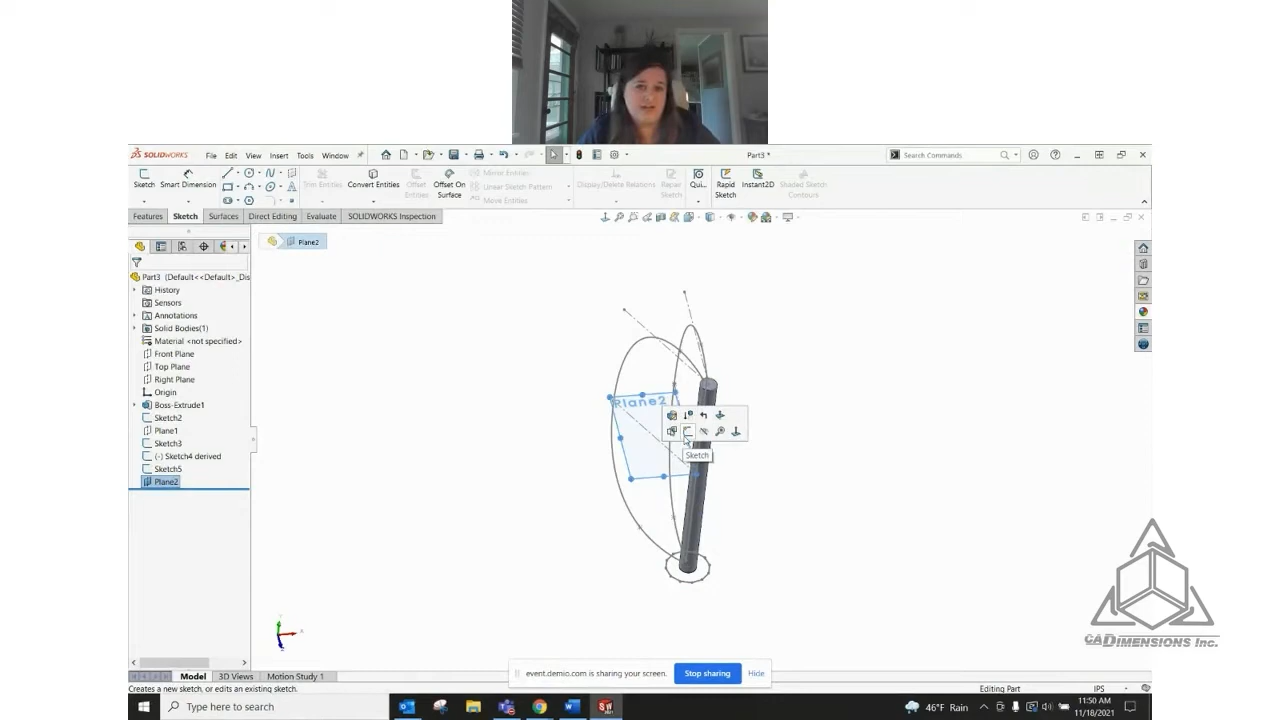 SOLIDWORKS
File Edit View Insert Tools Window
Part3 *
Search Commands
Sketch
Smart Dimension
Trim Entities
Convert Entities
Offset Entities
Offset On Surface
Mirror Entities
Linear Sketch Pattern
Move Entities
Display/Delete Relations
Repair Sketch
Qui...
Rapid Sketch
Instant2D
Shaded Sketch Contours
Features Sketch Surfaces Direct Editing Evaluate SOLIDWORKS Inspection
Plane2
Part3 (Default<<Default>_Dis
History
Sensors
Annotations
Solid Bodies(1)
Material <not specified>
Front Plane
Top Plane
Right Plane
Origin
Boss-Extrude1
Sketch2
Plane1
Sketch3
(-) Sketch4 derived
Sketch5
Plane2
Plane2
Sketch
CADIMENSIONS Inc.
event.demio.com is sharing your screen. Stop sharing Hide
Model 3D Views Motion Study 1
Creates a new sketch, or edits an existing sketch.
Editing Part
IPS
Type here to search
46°F Rain
11:50 AM
11/18/2021